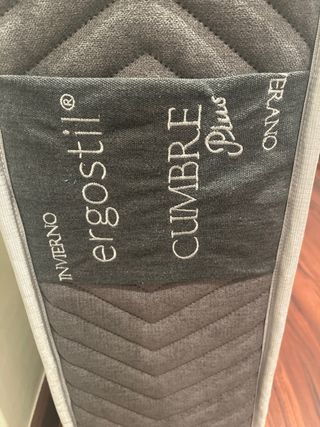 INVIERNO
ergostil®
CUMBRE
Plus
VERANO